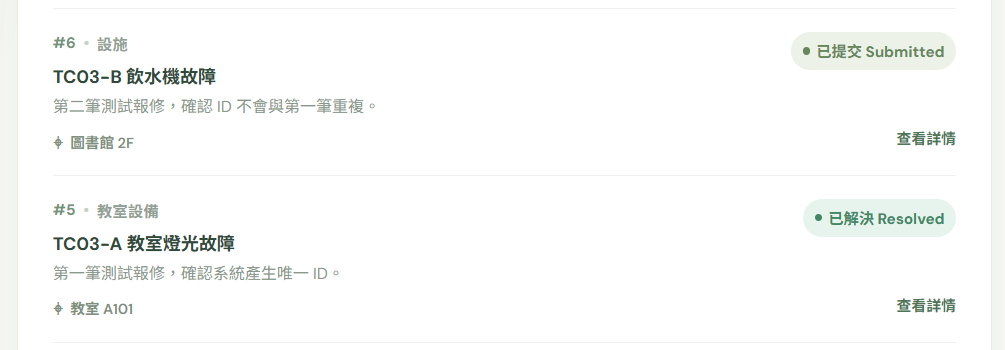 #6 • 設施
已提交 Submitted
TC03-B 飲水機故障
第二筆測試報修，確認 ID 不會與第一筆重複。
圖書館 2F
查看詳情
#5 • 教室設備
已解決 Resolved
TC03-A 教室燈光故障
第一筆測試報修，確認系統產生唯一 ID。
教室 A101
查看詳情